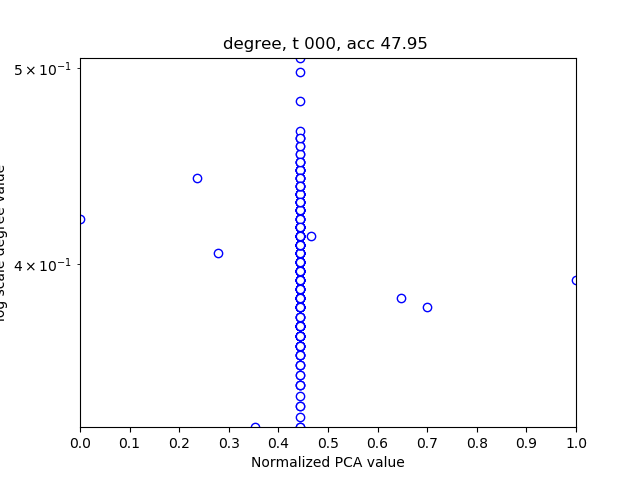 degree, t 000, acc 47.95
5 × 10⁻¹
4 × 10⁻¹
log scale degree value
0.0 0.1 0.2 0.3 0.4 0.5 0.6 0.7 0.8 0.9 1.0
Normalized PCA value